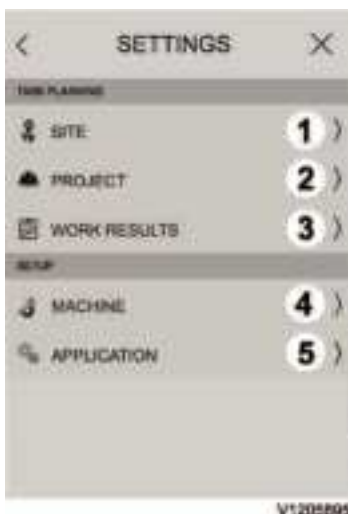 SETTINGS
TASK PLANNING
SITE 1
PROJECT 2
WORK RESULTS 3
SETUP
MACHINE 4
APPLICATION 5
V1205895